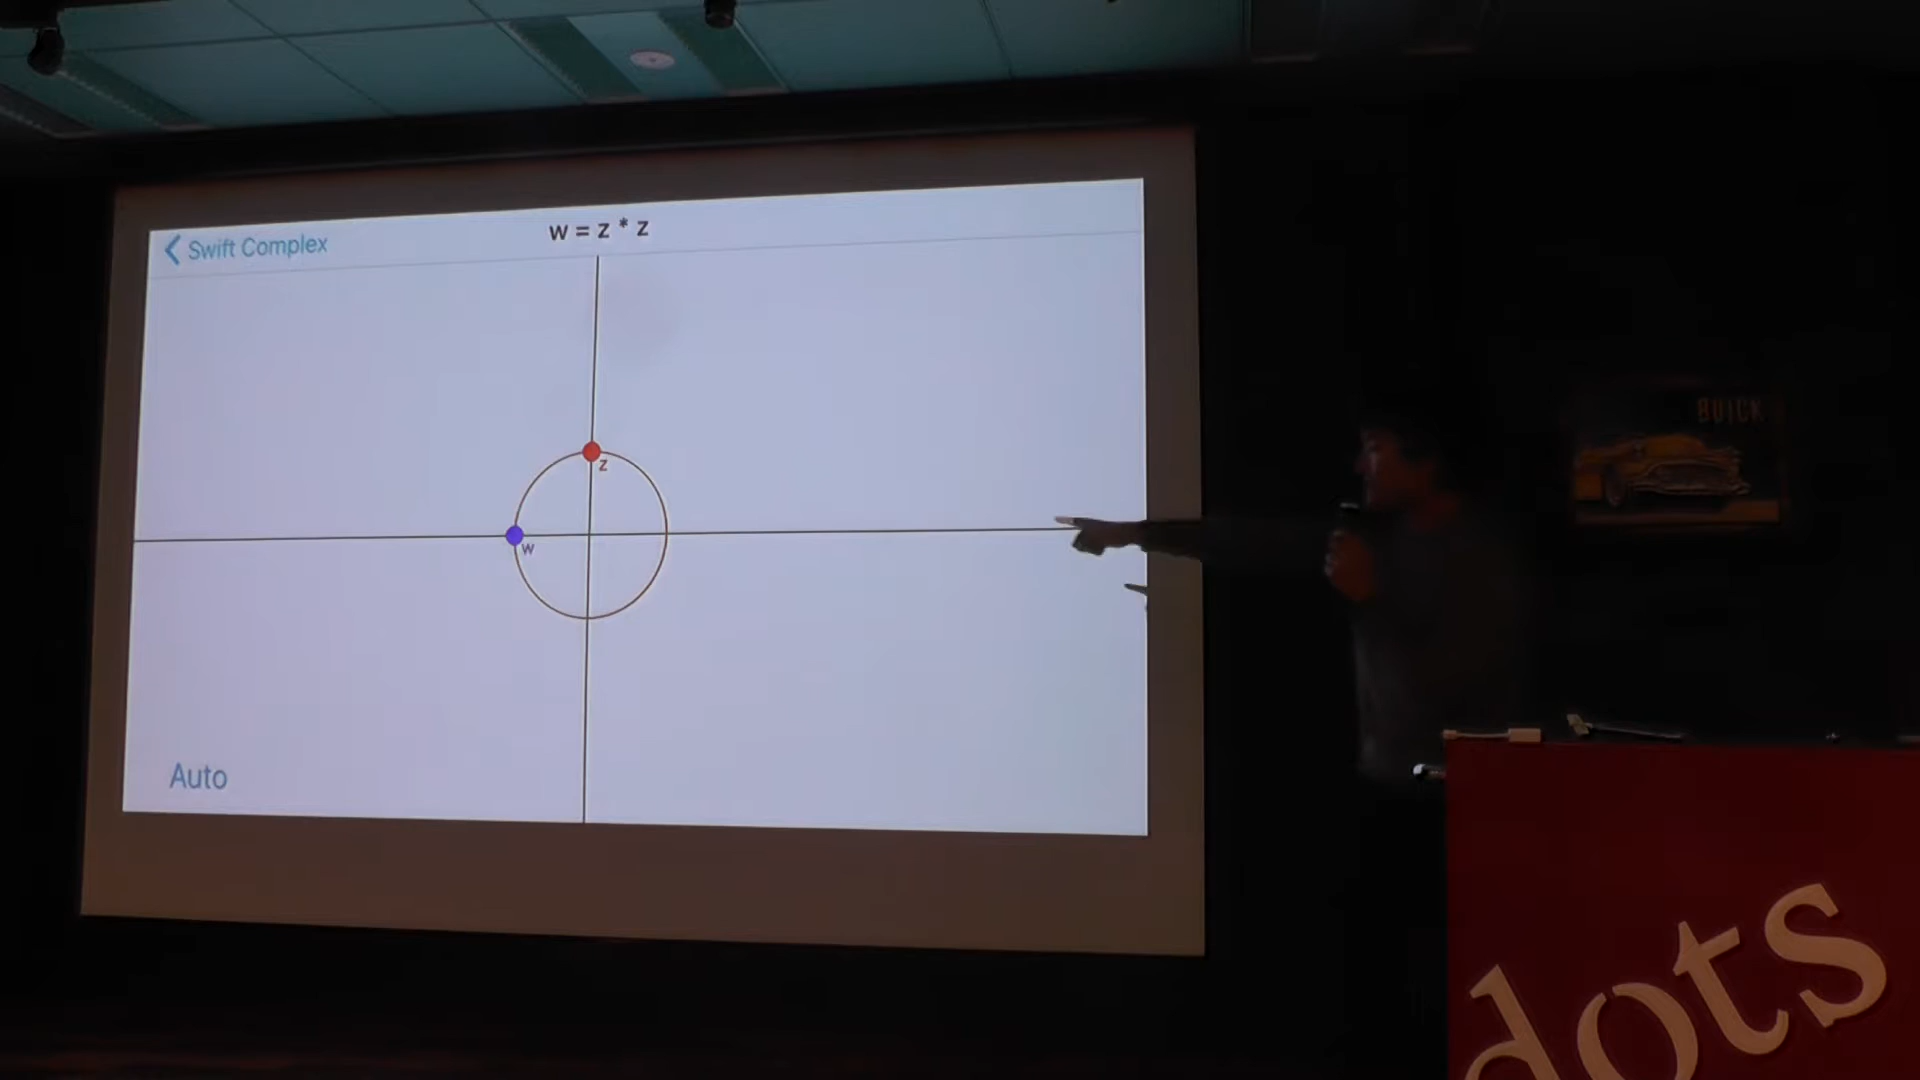 Swift Complex
w = z * z
z
w
Auto
BUICK
dots